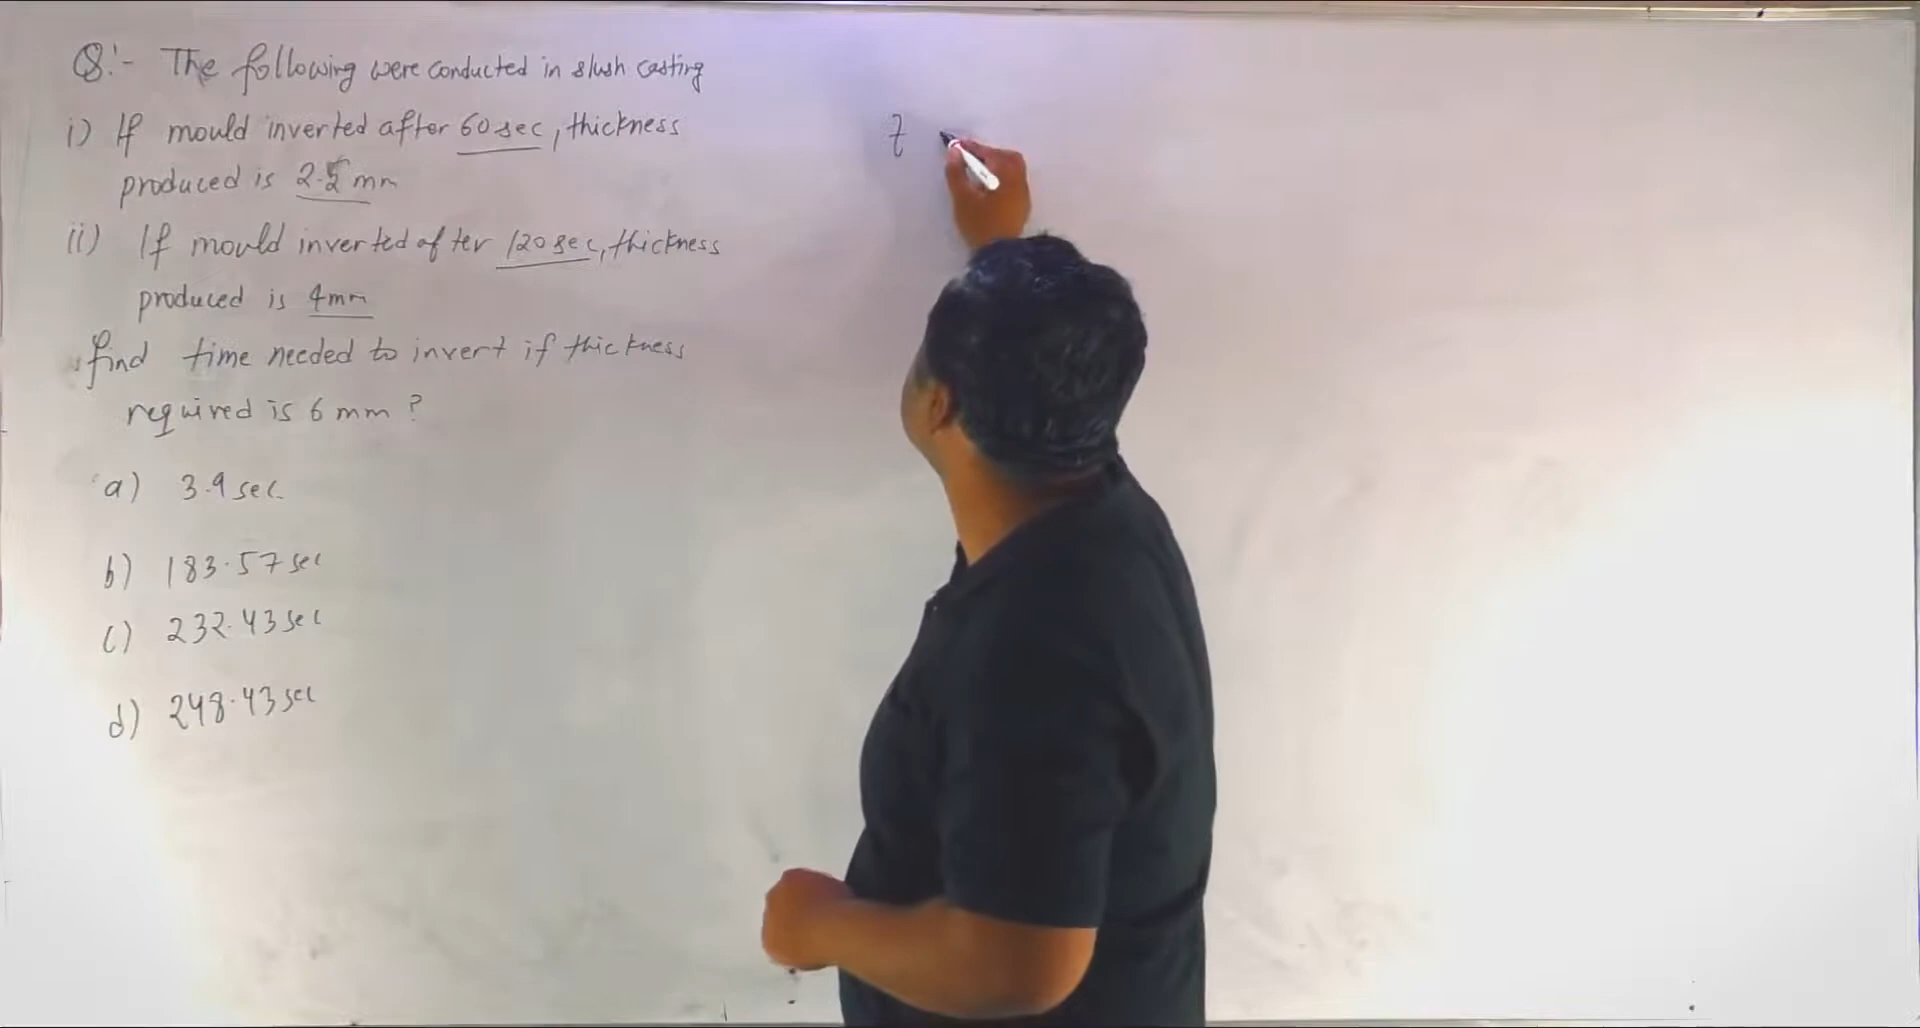 Q:- The following were conducted in slush casting
i) If mould inverted after 60 sec, thickness
produced is 2.5 mm
ii) If mould inverted after 120 sec, thickness
produced is 4mm
find time needed to invert if thickness
required is 6 mm ?
a) 3.9 sec
b) 183.57 sec
c) 232.43 sec
d) 248.43 sec
t